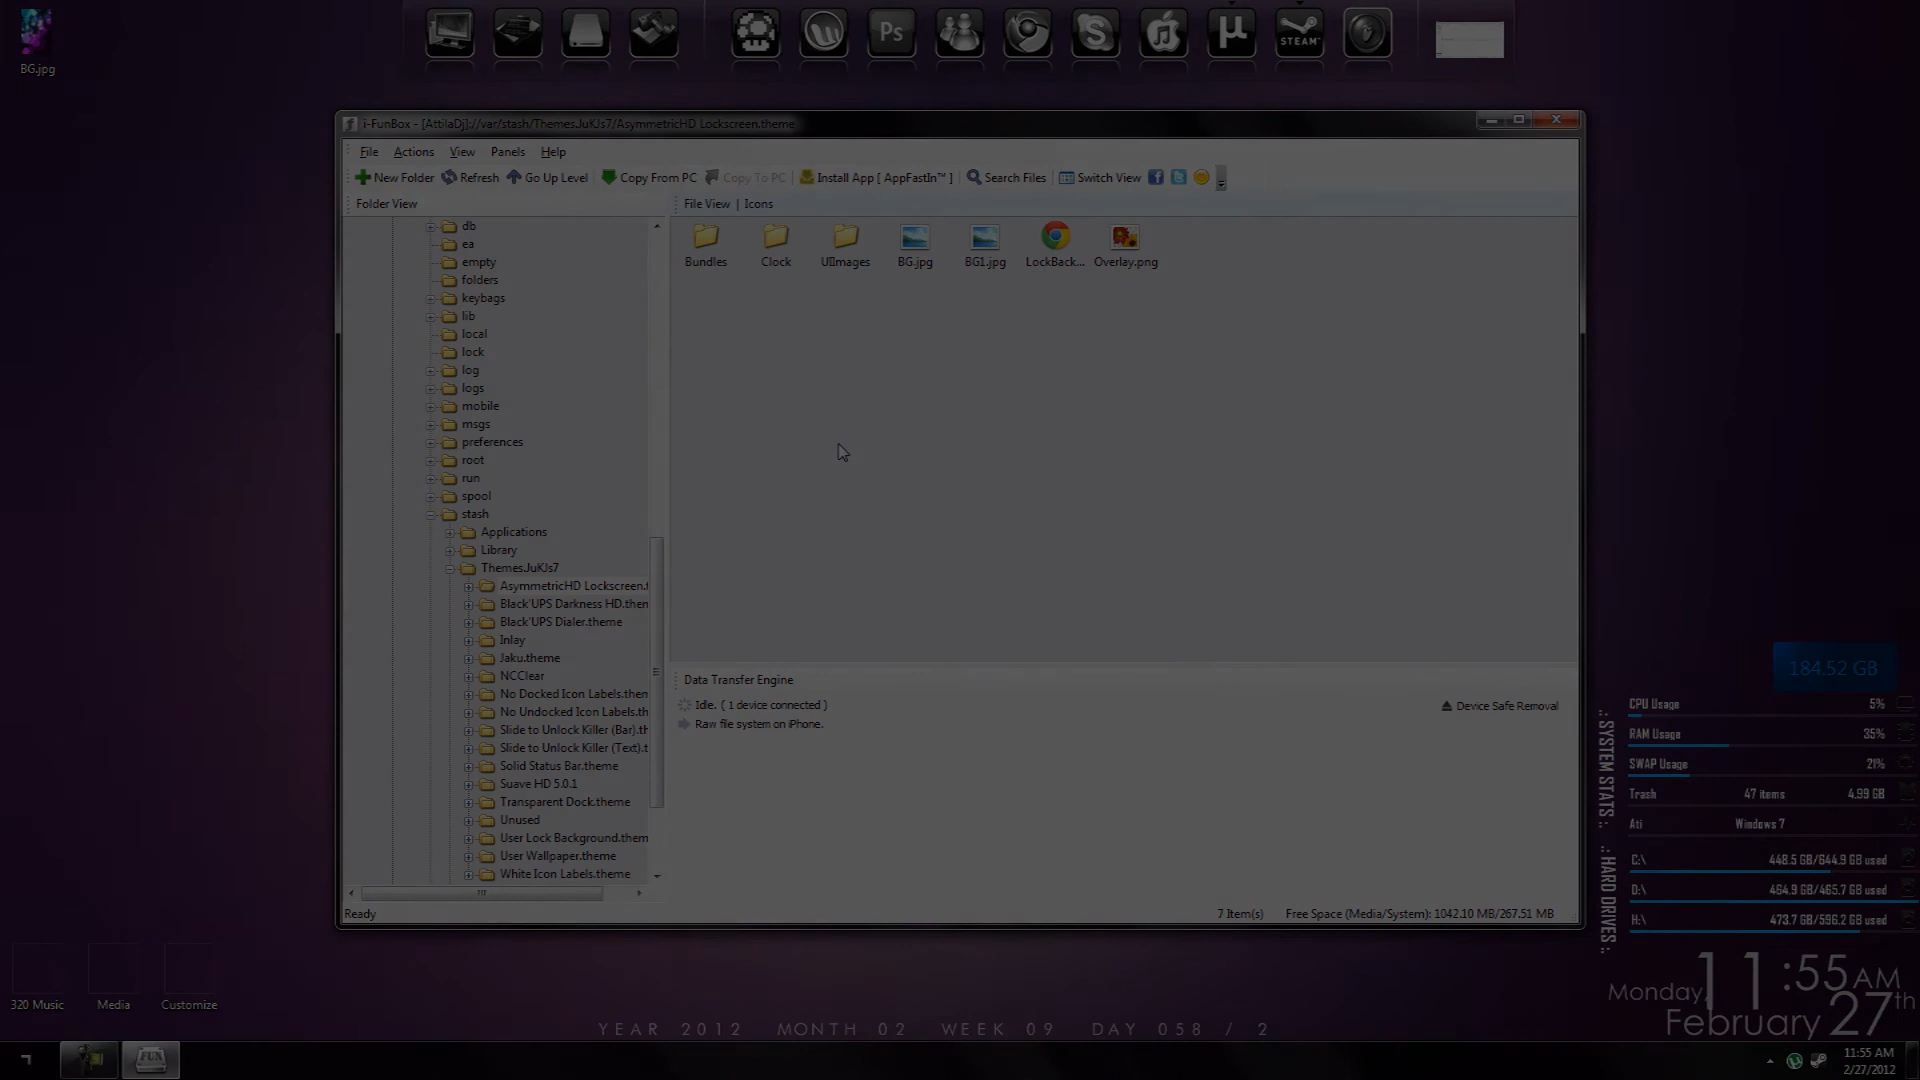 BG.jpg
Ps
S
µ
STEAM
i-FunBox - [AttilaDj]://var/stash/Themes.JuKJs7/AsymmetricHD Lockscreen.theme
File Actions View Panels Help
New Folder Refresh Go Up Level Copy From PC Copy To PC Install App [ AppFastIn™ ] Search Files Switch View
Folder View
File View | Icons
db
ea
empty
folders
keybags
lib
local
lock
log
logs
mobile
msgs
preferences
root
run
spool
stash
Applications
Library
Themes.JuKJs7
AsymmetricHD Lockscreen.t
Black'UPS Darkness HD.then
Black'UPS Dialer.theme
Inlay
Jaku.theme
NCClear
No Docked Icon Labels.then
No Undocked Icon Labels.th
Slide to Unlock Killer (Bar).th
Slide to Unlock Killer (Text).t
Solid Status Bar.theme
Suave HD 5.0.1
Transparent Dock.theme
Unused
User Lock Background.them
User Wallpaper.theme
White Icon Labels.theme
Bundles Clock UIImages BG.jpg BG1.jpg LockBack... Overlay.png
Data Transfer Engine
Idle. ( 1 device connected )
Device Safe Removal
Raw file system on iPhone.
Ready
7 Item(s)
Free Space (Media/System): 1042.10 MB/267.51 MB
184.52 GB
.: SYSTEM STATS :.
CPU Usage 5%
RAM Usage 35%
SWAP Usage 21%
Trash 47 items 4.99 GB
Ati Windows 7
.: HARD DRIVES :.
C:\ 448.5 GB/644.9 GB used
D:\ 464.9 GB/465.7 GB used
H:\ 473.7 GB/596.2 GB used
Monday, 11:55 AM
February 27th
320 Music Media Customize
YEAR 2012 MONTH 02 WEEK 09 DAY 058 / 2
FUN
11:55 AM
2/27/2012